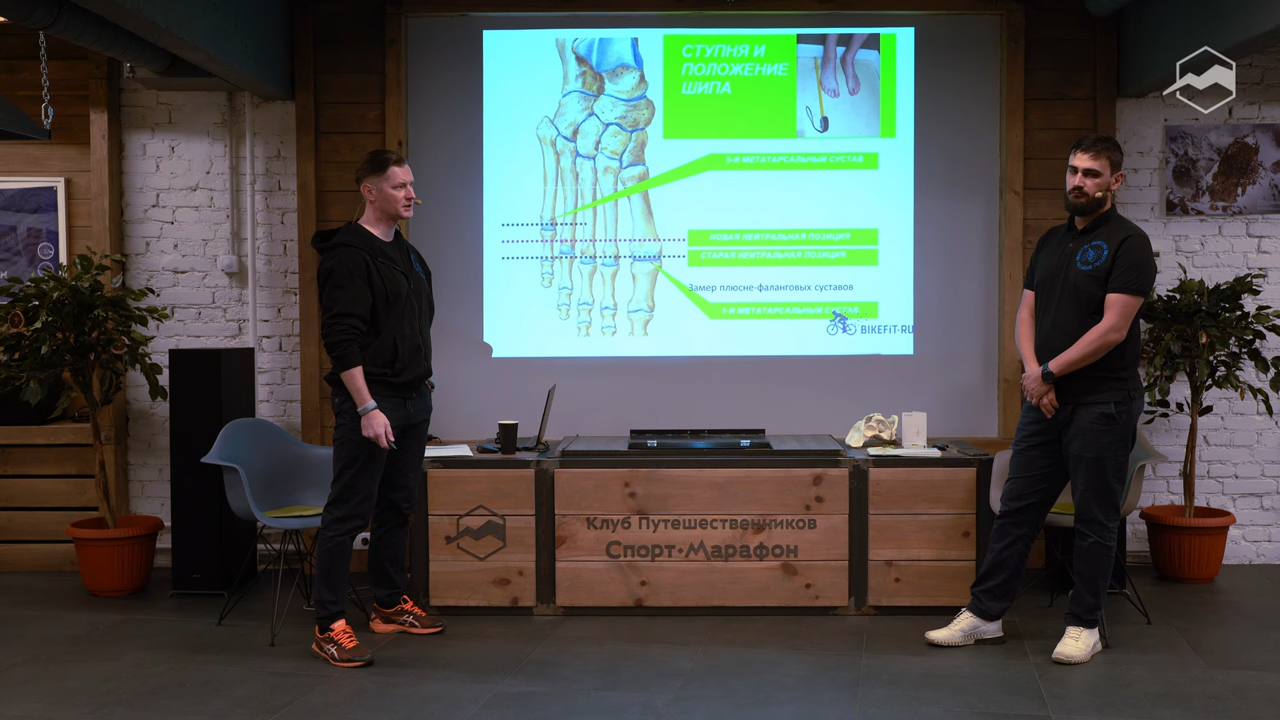 СТУПНЯ И
ПОЛОЖЕНИЕ
ШИПА
5-Й МЕТАТАРСАЛЬНЫЙ СУСТАВ
НОВАЯ НЕЙТРАЛЬНАЯ ПОЗИЦИЯ
СТАРАЯ НЕЙТРАЛЬНАЯ ПОЗИЦИЯ
Замер плюсне-фаланговых суставов
1-Й МЕТАТАРСАЛЬНЫЙ СУСТАВ
BIKEFIT·RU
Клуб Путешественников
Спорт·Марафон